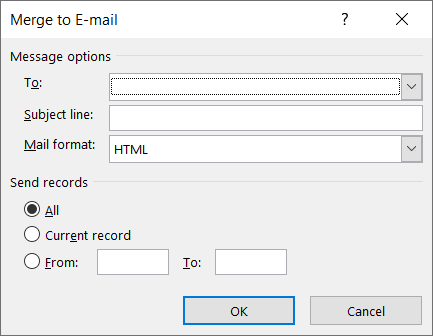 Merge to E-mail ?
Message options
To:
Subject line:
Mail format: HTML
Send records
All
Current record
From: To:
OK Cancel